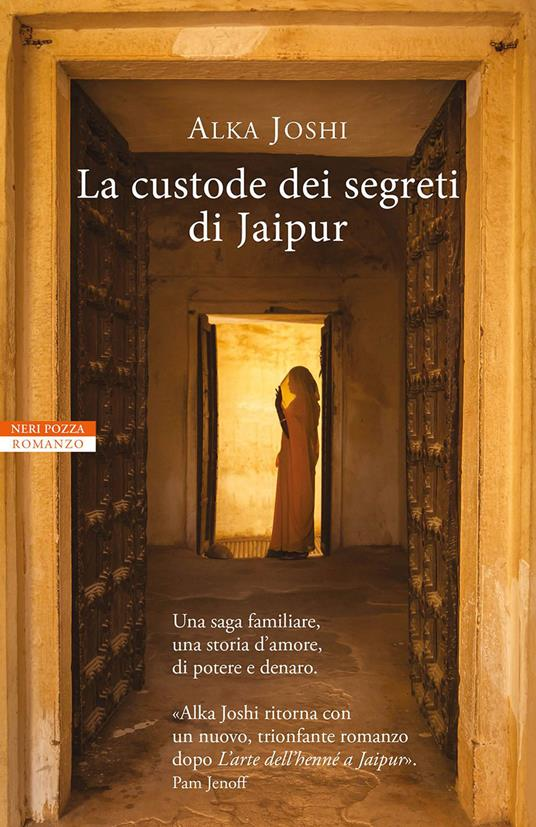 ALKA JOSHI
La custode dei segreti
di Jaipur
NERI POZZA
ROMANZO
Una saga familiare,
una storia d'amore,
di potere e denaro.
«Alka Joshi ritorna con
un nuovo, trionfante romanzo
dopo L'arte dell'henné a Jaipur».
Pam Jenoff